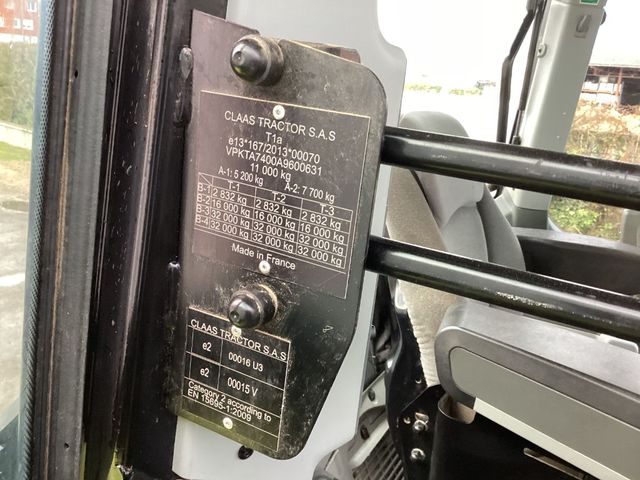 CLAAS TRACTOR S.A.S
T1a
e13*167/2013*00070
VPKTA7400A9600631
11 000 kg
A-1: 5 200 kg A-2: 7 700 kg
T-1 T-2 T-3
B-1 2 832 kg 2 832 kg 2 832 kg
B-2 16 000 kg 16 000 kg 16 000 kg
B-3 32 000 kg 32 000 kg 32 000 kg
B-4 32 000 kg 32 000 kg 32 000 kg
Made in France
CLAAS TRACTOR S.A.S
e2 00016 U3
e2 00015 V
Category 2 according to
EN 15695-1:2009